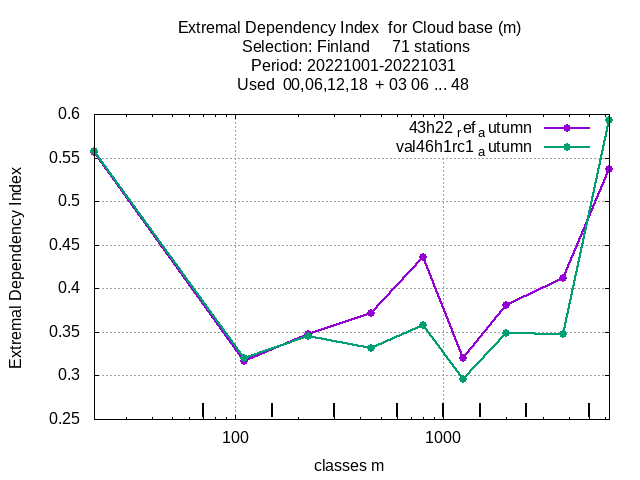 Extremal Dependency Index  for Cloud base (m)
Selection: Finland     71 stations
Period: 20221001-20221031
Used  00,06,12,18  + 03 06 ... 48
43h22 ref autumn
val46h1rc1 autumn
Extremal Dependency Index
0.6
0.55
0.5
0.45
0.4
0.35
0.3
0.25
100
1000
classes m